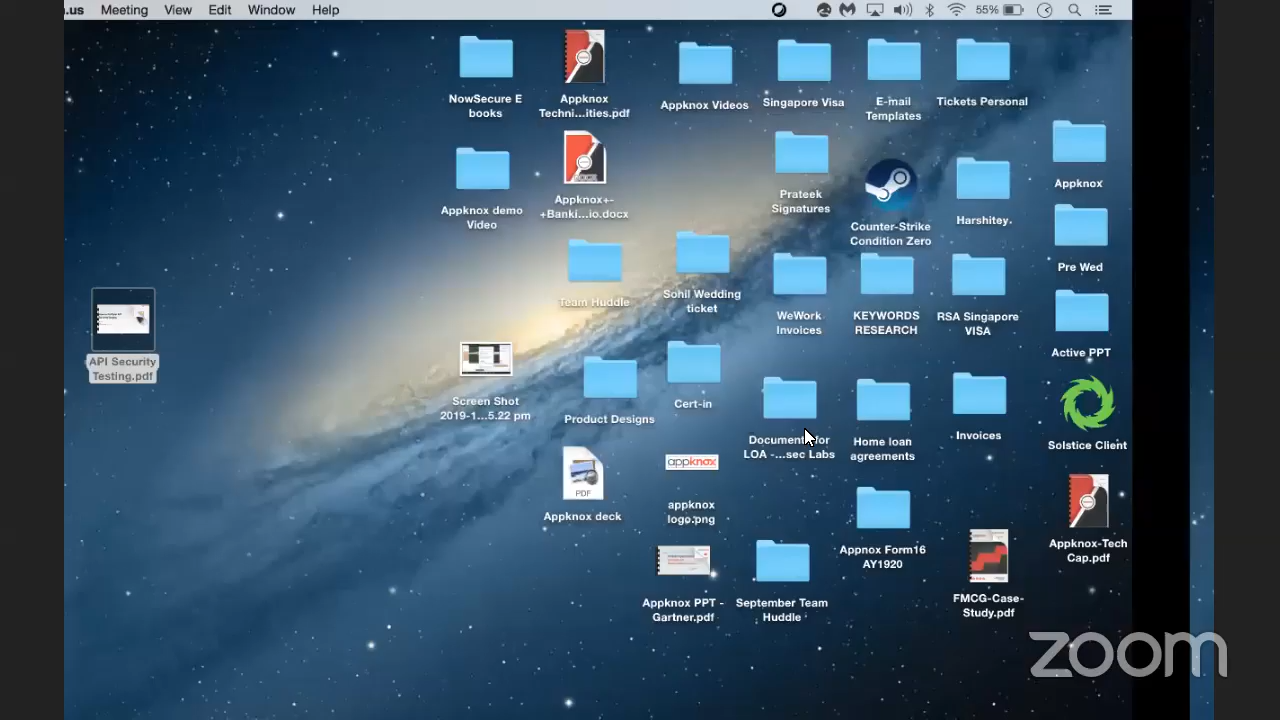 n.us Meeting View Edit Window Help 55%
NowSecure E
books
Appknox
Techni...ities.pdf
Appknox Videos
Singapore Visa
E-mail
Templates
Tickets Personal
Appknox
Appknox demo
Video
Appknox+-
+Banki...io.docx
Prateek
Signatures
Counter-Strike
Condition Zero
Harshitey.
Pre Wed
Team Huddle
Sohil Wedding
ticket
WeWork
Invoices
KEYWORDS
RESEARCH
RSA Singapore
VISA
Active PPT
API Security
Testing.pdf
Screen Shot
2019-1...5.22 pm
Product Designs
Cert-in
LOA -...sec Labs
Home loan
agreements
Invoices
Solstice Client
PDF
Appknox deck
appknox
appknox
logo.png
Appnox Form16
AY1920
Appknox-Tech
Cap.pdf
Appknox PPT -
Gartner.pdf
September Team
Huddle
FMCG-Case-
Study.pdf
zoom